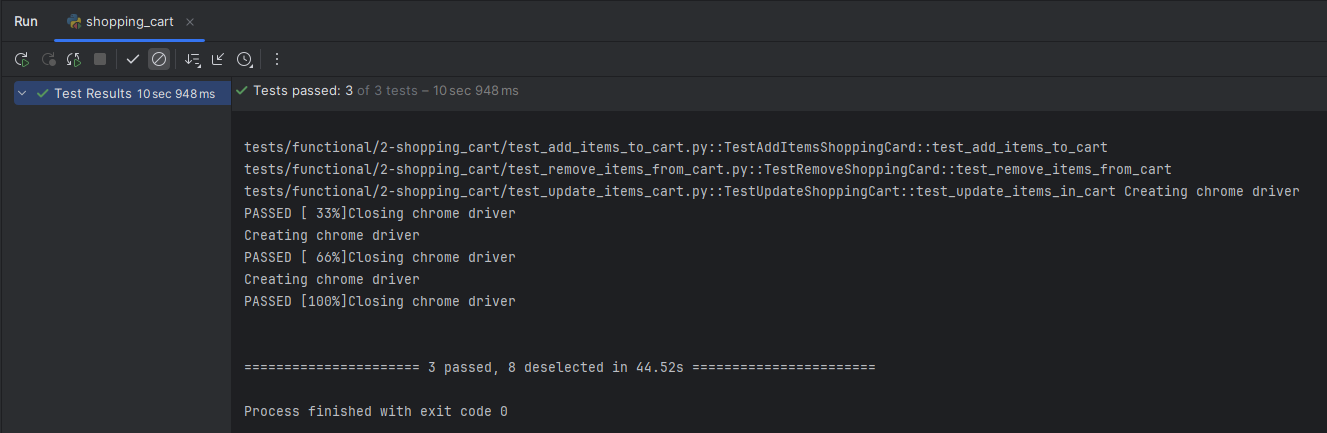 Run
shopping_cart
Test Results 10 sec 948 ms
Tests passed: 3 of 3 tests – 10 sec 948 ms
tests/functional/2-shopping_cart/test_add_items_to_cart.py::TestAddItemsShoppingCard::test_add_items_to_cart
tests/functional/2-shopping_cart/test_remove_items_from_cart.py::TestRemoveShoppingCard::test_remove_items_from_cart
tests/functional/2-shopping_cart/test_update_items_cart.py::TestUpdateShoppingCart::test_update_items_in_cart Creating chrome driver
PASSED [ 33%]Closing chrome driver
Creating chrome driver
PASSED [ 66%]Closing chrome driver
Creating chrome driver
PASSED [100%]Closing chrome driver
====================== 3 passed, 8 deselected in 44.52s =======================
Process finished with exit code 0